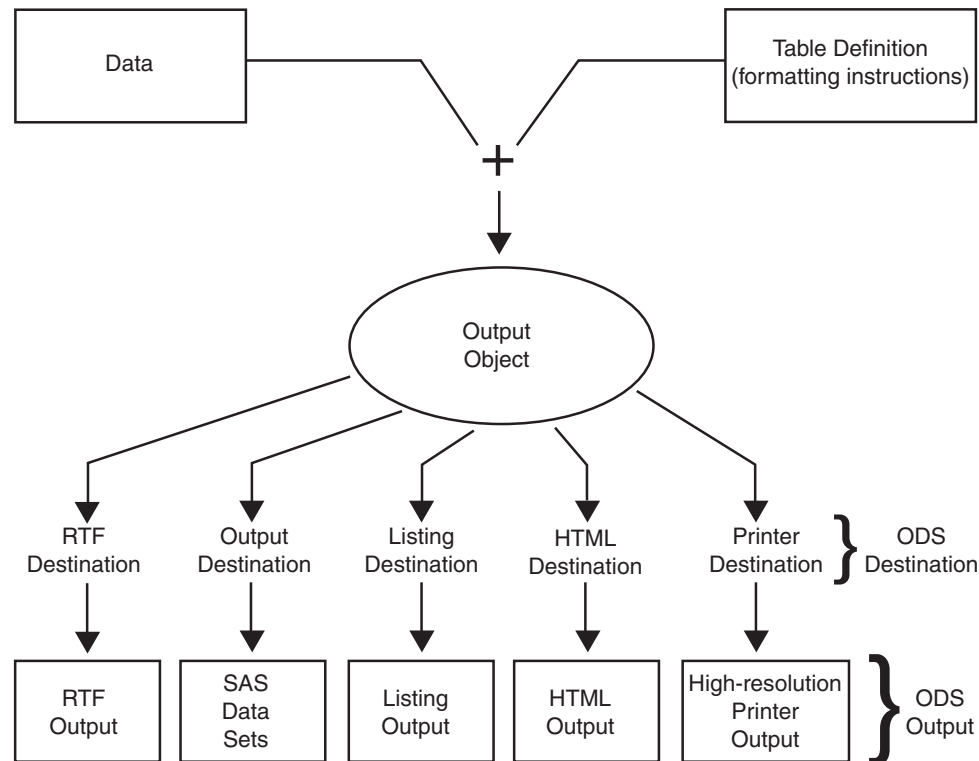 Data
Table Definition
(formatting instructions)
+
Output
Object
RTF
Destination
Output
Destination
Listing
Destination
HTML
Destination
Printer
Destination
}
ODS
Destination
RTF
Output
SAS
Data
Sets
Listing
Output
HTML
Output
High-resolution
Printer
Output
}
ODS
Output